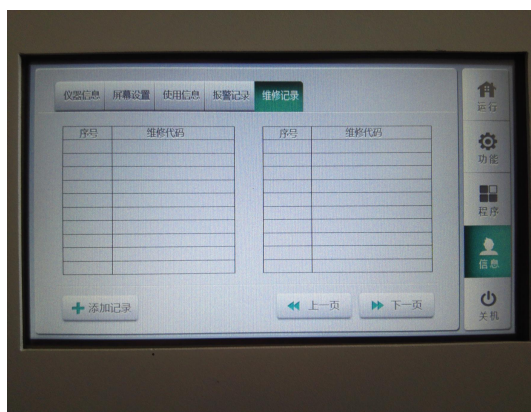 仪器信息 屏幕设置 使用信息 报警记录 维修记录
序号 维修代码 序号 维修代码
添加记录 上一页 下一页
运行
功能
程序
信息
关机